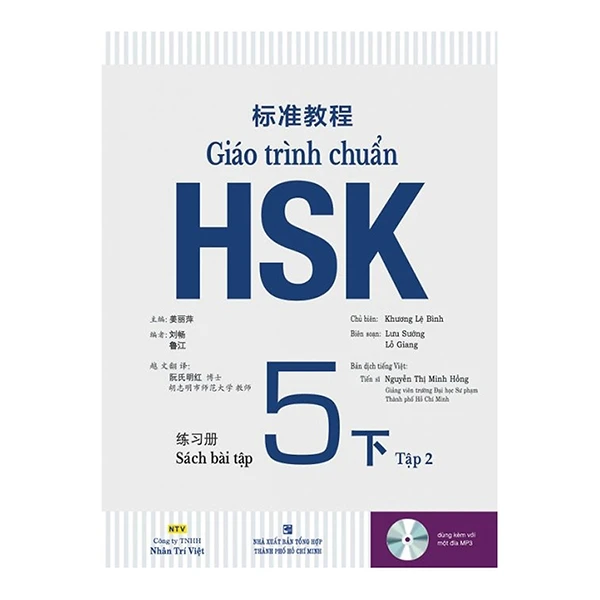 标准教程
Giáo trình chuẩn
HSK
主编: 姜丽萍
编者: 刘畅
鲁江
越文翻译:
阮氏明红 博士
胡志明市师范大学 教师
Chủ biên: Khương Lệ Bình
Biên soạn: Lưu Sướng
Lỗ Giang
Bản dịch tiếng Việt:
Tiến sĩ Nguyễn Thị Minh Hồng
Giảng viên trường Đại học Sư phạm
Thành phố Hồ Chí Minh
练习册
Sách bài tập
5 下 Tập 2
NTV
Công ty TNHH
Nhân Trí Việt
NHÀ XUẤT BẢN TỔNG HỢP
THÀNH PHỐ HỒ CHÍ MINH
dùng kèm với
một đĩa MP3